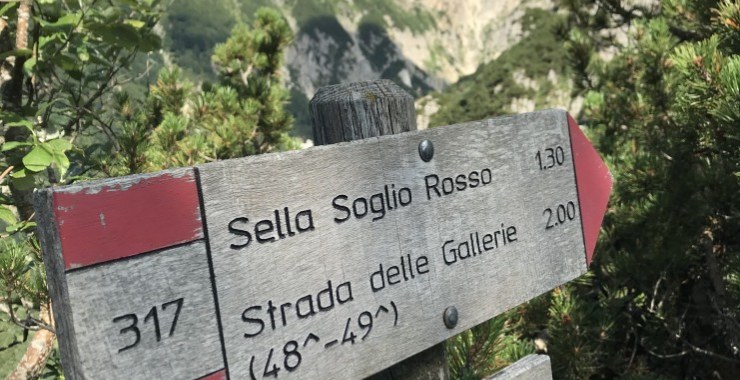 Sella Soglio Rosso 1.30
Strada delle Gallerie 2.00
(48^-49^)
317